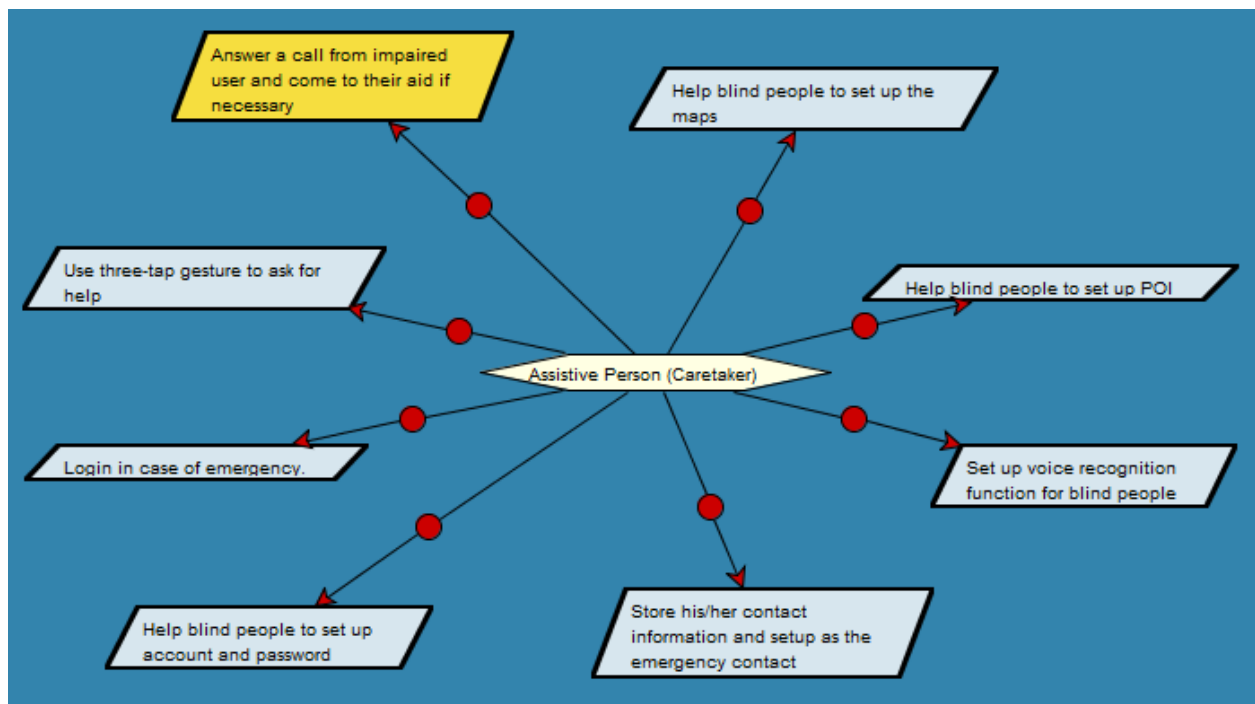 Answer a call from impaired
user and come to their aid if
necessary
Help blind people to set up the
maps
Use three-tap gesture to ask for
help
Help blind people to set up POI
Assistive Person (Caretaker)
Login in case of emergency.
Set up voice recognition
function for blind people
Help blind people to set up
account and password
Store his/her contact
information and setup as the
emergency contact